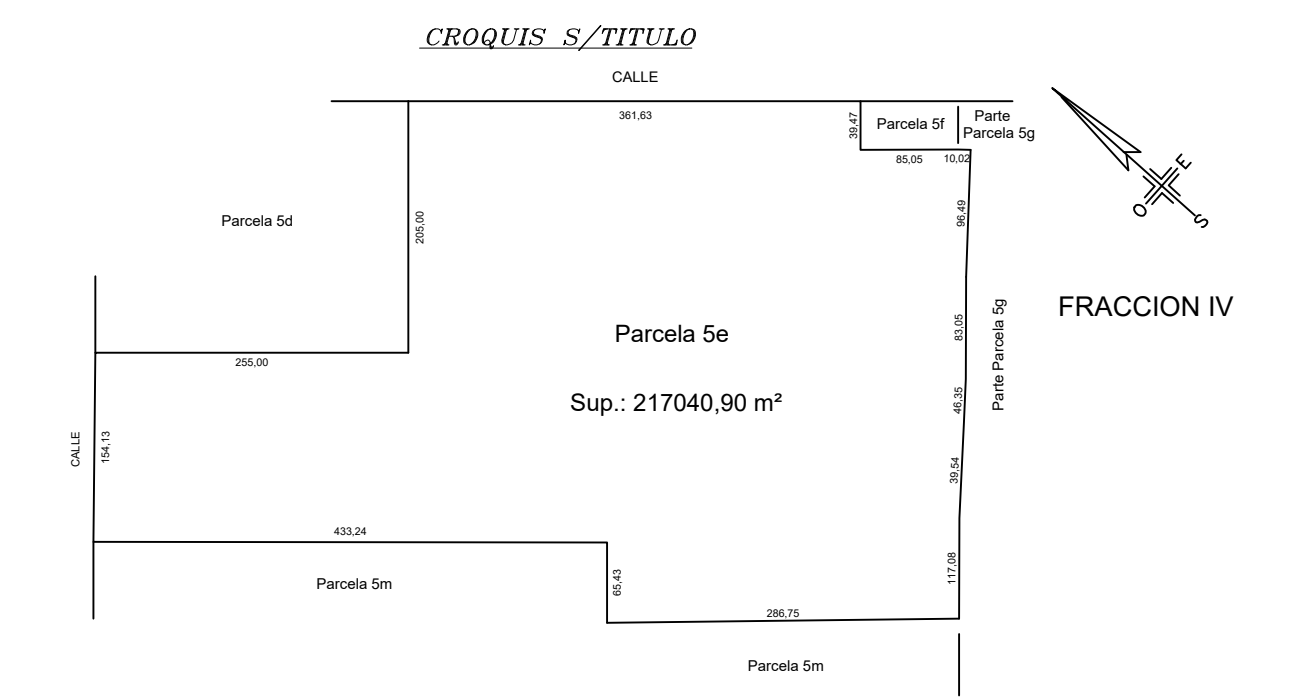 CROQUIS S/TITULO
CALLE
361,63
39,47
Parcela 5f
Parte
Parcela 5g
85,05
10,02
E
O
S
Parcela 5d
205,00
96,49
FRACCION IV
Parcela 5e
83,05
Parte Parcela 5g
255,00
Sup.: 217040,90 m²
46,35
CALLE
154,13
39,54
433,24
117,08
Parcela 5m
65,43
286,75
Parcela 5m